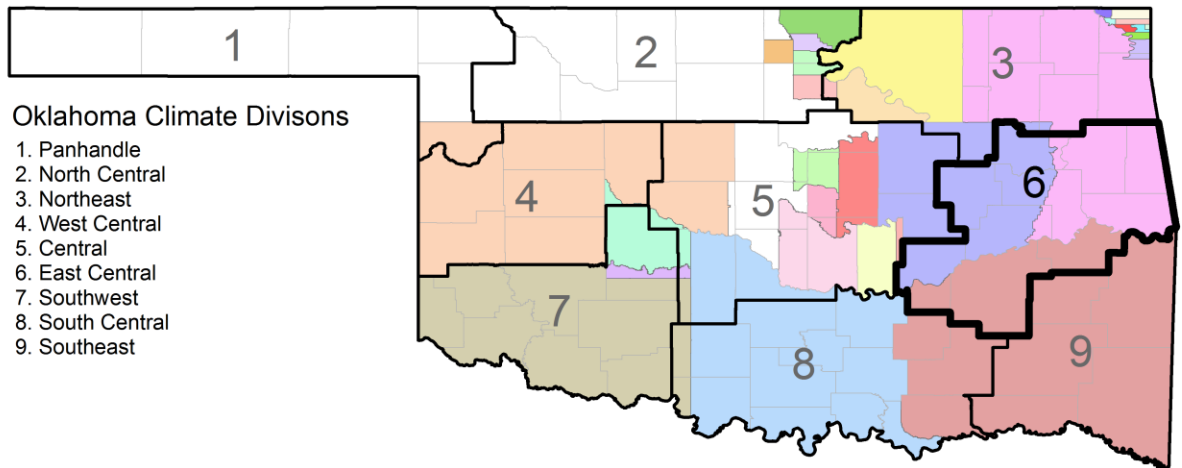 1
2
3
Oklahoma Climate Divisons
1. Panhandle
2. North Central
3. Northeast
4. West Central
5. Central
6. East Central
7. Southwest
8. South Central
9. Southeast
4
5
6
7
8
9